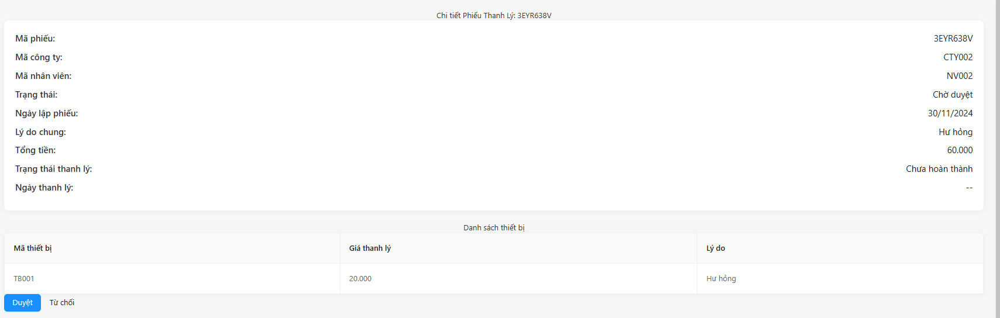 Chi tiết Phiếu Thanh Lý: 3EYR638V
Mã phiếu: 3EYR638V
Mã công ty: CTY002
Mã nhân viên: NV002
Trạng thái: Chờ duyệt
Ngày lập phiếu: 30/11/2024
Lý do chung: Hư hỏng
Tổng tiền: 60.000
Trạng thái thanh lý: Chưa hoàn thành
Ngày thanh lý: --
Danh sách thiết bị
Mã thiết bị Giá thanh lý Lý do
TB001 20.000 Hư hỏng
Duyệt Từ chối